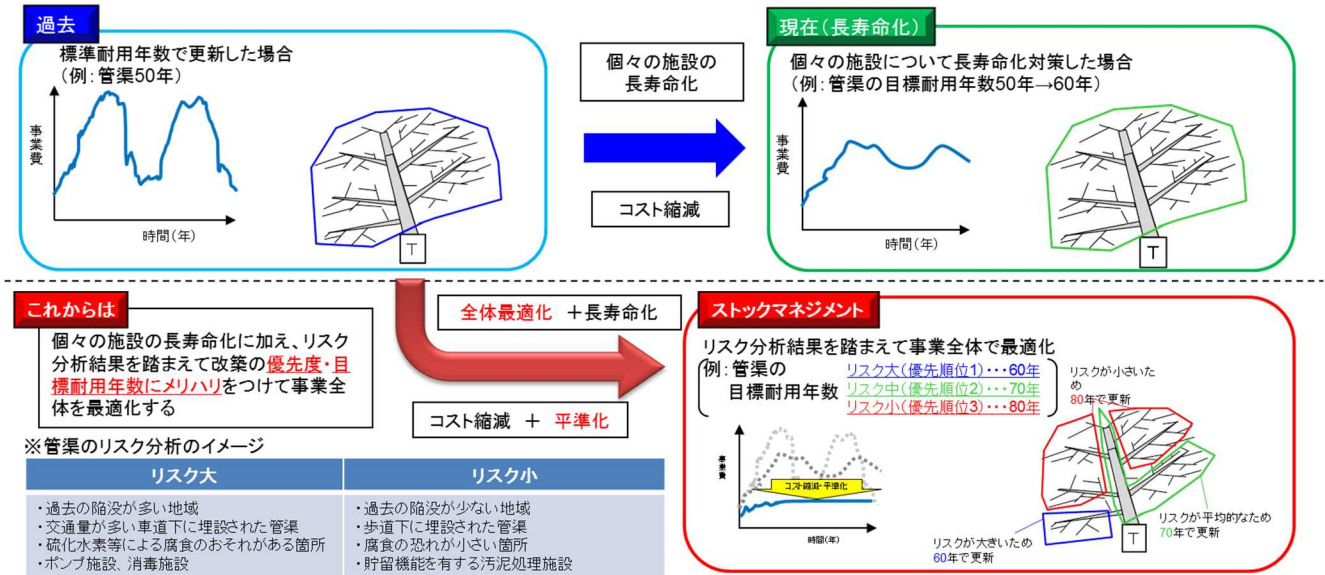 過去
標準耐用年数で更新した場合
(例:管渠50年)
事業費
時間(年)
T
個々の施設の
長寿命化
コスト縮減
現在(長寿命化)
個々の施設について長寿命化対策した場合
(例:管渠の目標耐用年数50年→60年)
事業費
時間(年)
T
これからは
個々の施設の長寿命化に加え、リスク
分析結果を踏まえて改築の優先度・目
標耐用年数にメリハリをつけて事業全
体を最適化する
全体最適化 +長寿命化
コスト縮減 + 平準化
※管渠のリスク分析のイメージ
リスク大
リスク小
・過去の陥没が多い地域
・交通量が多い車道下に埋設された管渠
・硫化水素等による腐食のおそれがある箇所
・ポンプ施設、消毒施設
・過去の陥没が少ない地域
・歩道下に埋設された管渠
・腐食の恐れが小さい箇所
・貯留機能を有する汚泥処理施設
ストックマネジメント
リスク分析結果を踏まえて事業全体で最適化
例:管渠の
目標耐用年数
リスク大(優先順位1)・・・60年
リスク中(優先順位2)・・・70年
リスク小(優先順位3)・・・80年
リスクが小さいた
め
80年で更新
事業費
コスト縮減・平準化
時間(年)
リスクが大きいため
60年で更新
T
リスクが平均的なため
70年で更新